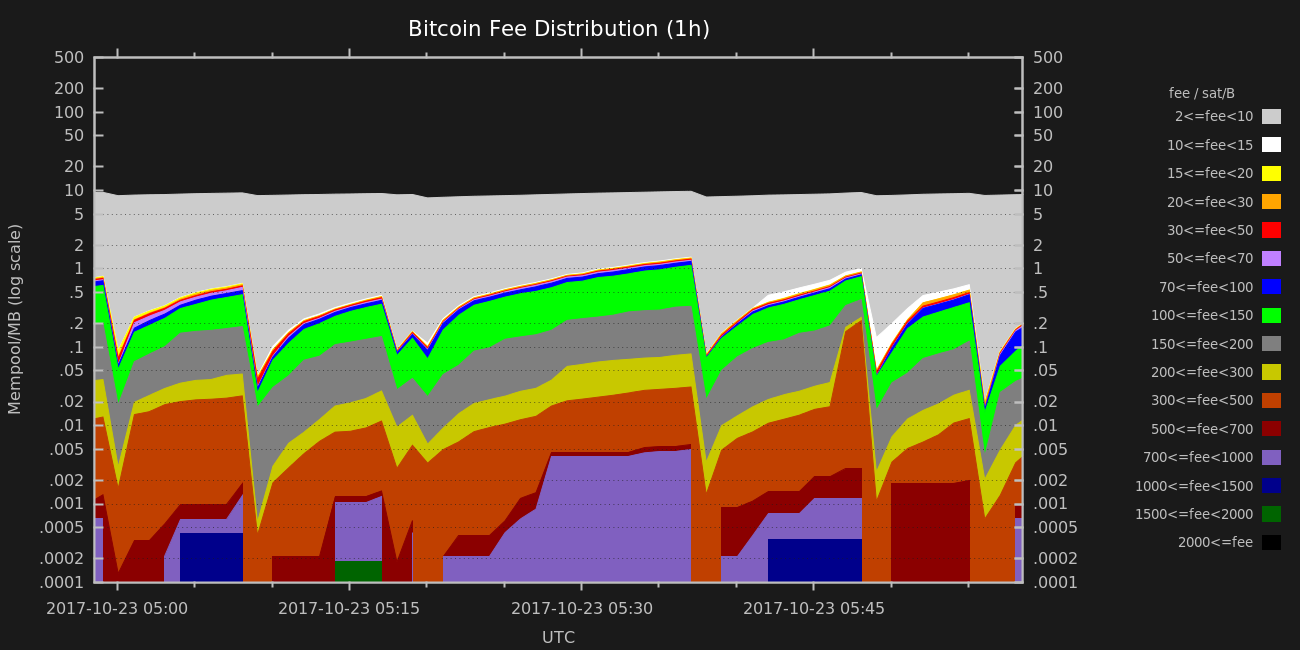 Bitcoin Fee Distribution (1h)
500
200
100
50
20
10
5
2
1
.5
.2
.1
.05
.02
.01
.005
.002
.001
.0005
.0002
.0001
Mempool/MB (log scale)
500
200
100
50
20
10
5
2
1
.5
.2
.1
.05
.02
.01
.005
.002
.001
.0005
.0002
.0001
fee / sat/B
2<=fee<10
10<=fee<15
15<=fee<20
20<=fee<30
30<=fee<50
50<=fee<70
70<=fee<100
100<=fee<150
150<=fee<200
200<=fee<300
300<=fee<500
500<=fee<700
700<=fee<1000
1000<=fee<1500
1500<=fee<2000
2000<=fee
2017-10-23 05:00 2017-10-23 05:15 2017-10-23 05:30 2017-10-23 05:45
UTC